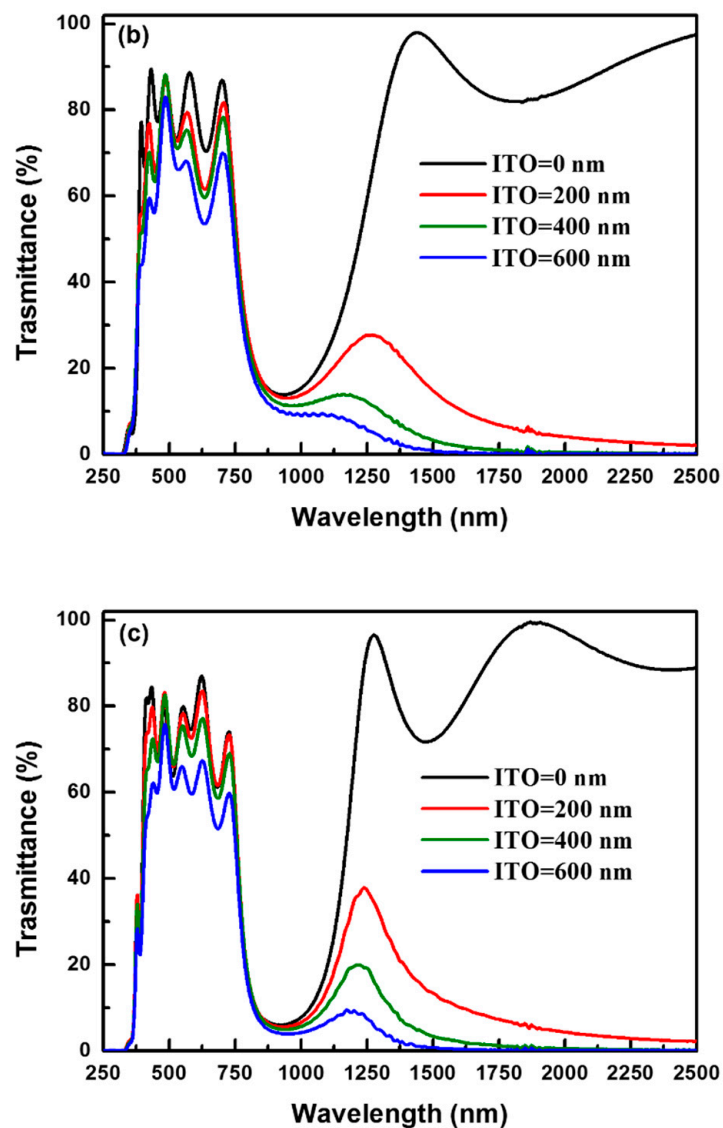 (b)
100
80
60
40
20
0
Trasmittance (%)
ITO=0 nm
ITO=200 nm
ITO=400 nm
ITO=600 nm
250 500 750 1000 1250 1500 1750 2000 2250 2500
Wavelength (nm)
(c)
100
80
60
40
20
0
Trasmittance (%)
ITO=0 nm
ITO=200 nm
ITO=400 nm
ITO=600 nm
250 500 750 1000 1250 1500 1750 2000 2250 2500
Wavelength (nm)